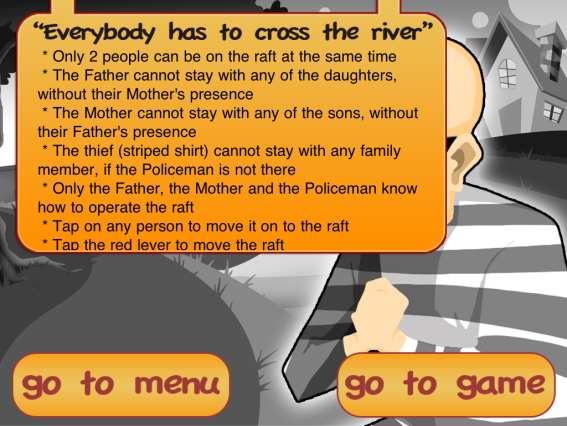 “Everybody has to cross the river”
* Only 2 people can be on the raft at the same time
* The Father cannot stay with any of the daughters,
without their Mother's presence
* The Mother cannot stay with any of the sons, without
their Father's presence
* The thief (striped shirt) cannot stay with any family
member, if the Policeman is not there
* Only the Father, the Mother and the Policeman know
how to operate the raft
* Tap on any person to move it on to the raft
* Tap the red lever to move the raft
go to menu
go to game